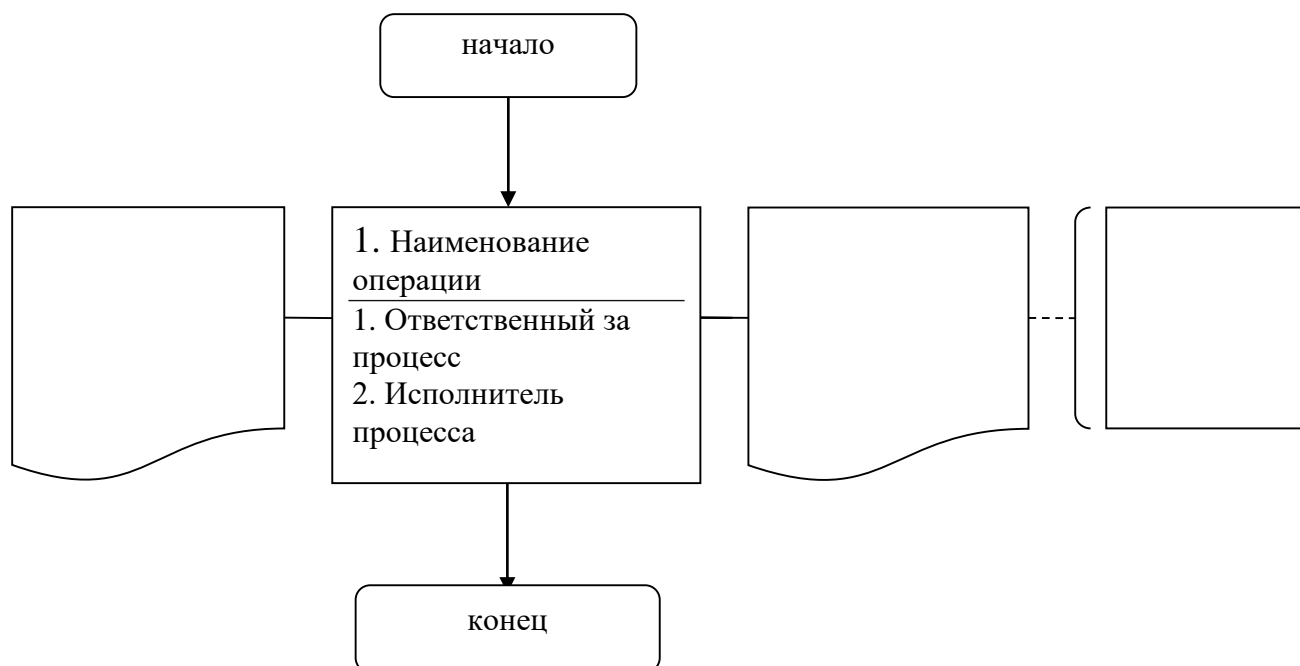 начало
1. Наименование
операции
1. Ответственный за
процесс
2. Исполнитель
процесса
конец